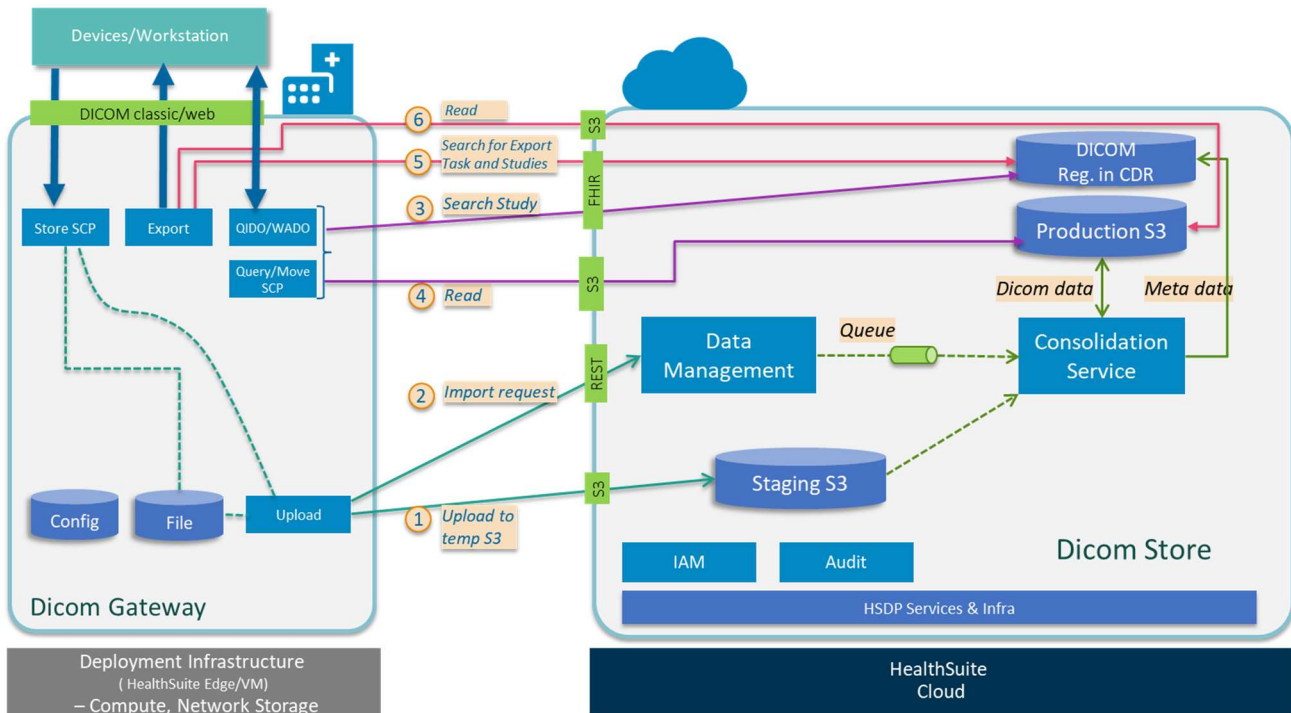 Devices/Workstation
DICOM classic/web
6
Read
S3
5
Search for Export
Task and Studies
FHIR
DICOM
Reg. in CDR
3
Search Study
Store SCP
Export
QIDO/WADO
Production S3
Query/Move
SCP
4
Read
S3
Dicom data
Meta data
Queue
Data
Management
Consolidation
Service
REST
2
Import request
Staging S3
S3
Config
File
Upload
1
Upload to
temp S3
Dicom Store
IAM
Audit
Dicom Gateway
HSDP Services & Infra
Deployment Infrastructure
( HealthSuite Edge/VM)
– Compute, Network Storage
HealthSuite
Cloud